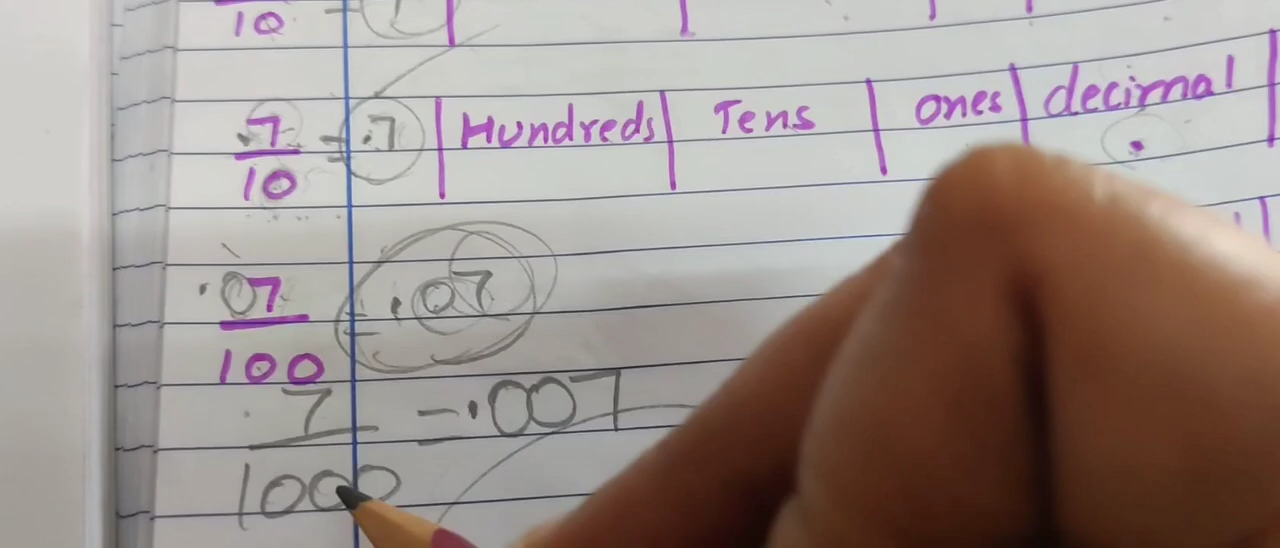 10
.7 = .7 Hundreds Tens ones decimal
10 .
.07 = .07
100
.7 = .007
1000